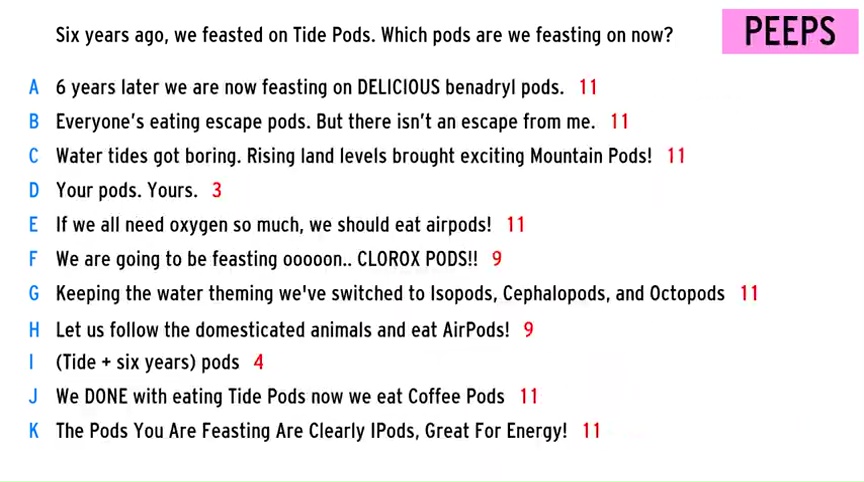 Six years ago, we feasted on Tide Pods. Which pods are we feasting on now?
PEEPS
A 6 years later we are now feasting on DELICIOUS benadryl pods. 11
B Everyone's eating escape pods. But there isn't an escape from me. 11
C Water tides got boring. Rising land levels brought exciting Mountain Pods! 11
D Your pods. Yours. 3
E If we all need oxygen so much, we should eat airpods! 11
F We are going to be feasting ooooon.. CLOROX PODS!! 9
G Keeping the water theming we've switched to Isopods, Cephalopods, and Octopods 11
H Let us follow the domesticated animals and eat AirPods! 9
I (Tide + six years) pods 4
J We DONE with eating Tide Pods now we eat Coffee Pods 11
K The Pods You Are Feasting Are Clearly IPods, Great For Energy! 11